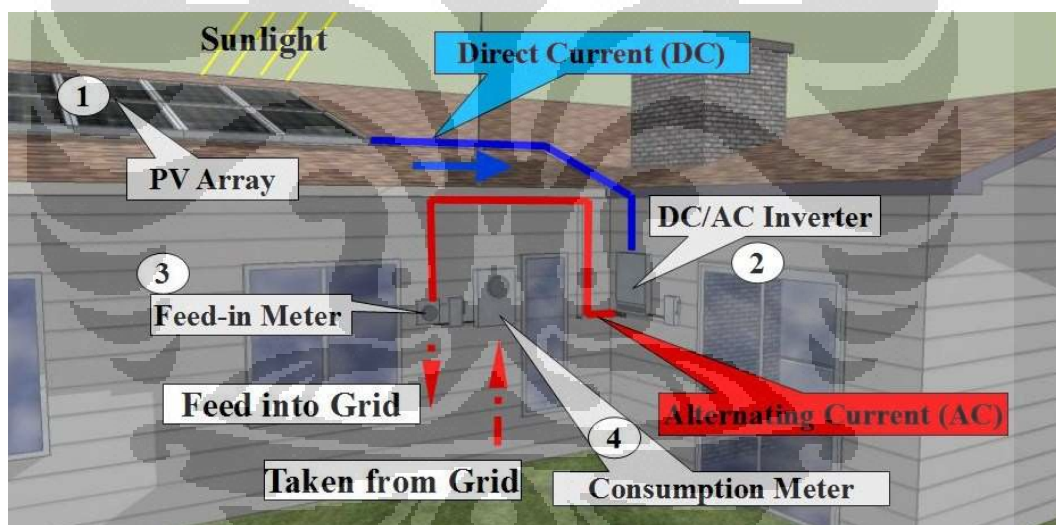 Sunlight
Direct Current (DC)
1
PV Array
DC/AC Inverter
2
3
Feed-in Meter
Feed into Grid
Alternating Current (AC)
4
Taken from Grid
Consumption Meter